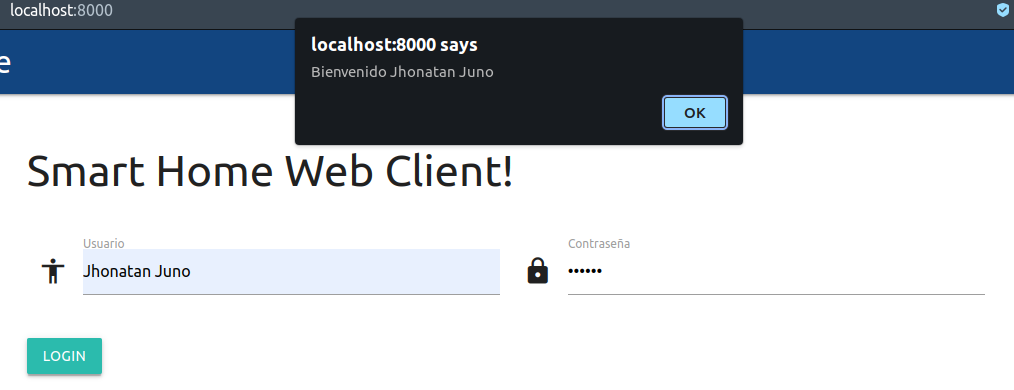 localhost:8000
e
localhost:8000 says
Bienvenido Jhonatan Juno
OK
Smart Home Web Client!
Usuario
Jhonatan Juno
Contraseña
••••••
LOGIN